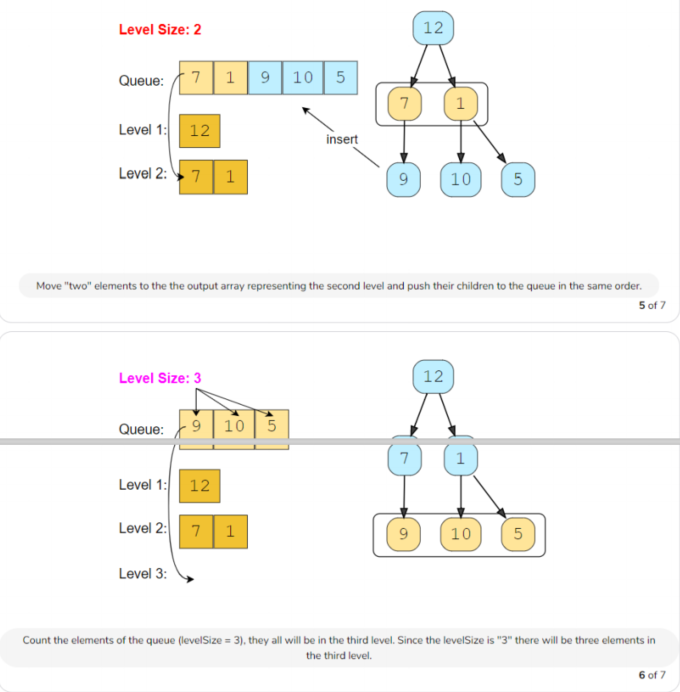 Level Size: 2
12
Queue: 7 1 9 10 5
7 1
Level 1: 12
insert
Level 2: 7 1
9 10 5
Move "two" elements to the the output array representing the second level and push their children to the queue in the same order.
5 of 7
Level Size: 3
12
Queue: 9 10 5
7 1
Level 1: 12
Level 2: 7 1
9 10 5
Level 3:
Count the elements of the queue (levelSize = 3), they all will be in the third level. Since the levelSize is "3" there will be three elements in
the third level.
6 of 7